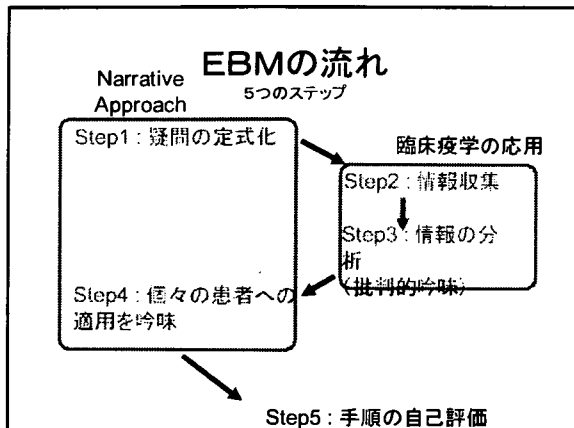 EBMの流れ
5つのステップ
Narrative
Approach
Step1 : 疑問の定式化
臨床疫学の応用
Step2 : 情報収集
Step3 : 情報の分
析
(批判的吟味)
Step4 : 個々の患者への
適用を吟味
Step5 : 手順の自己評価